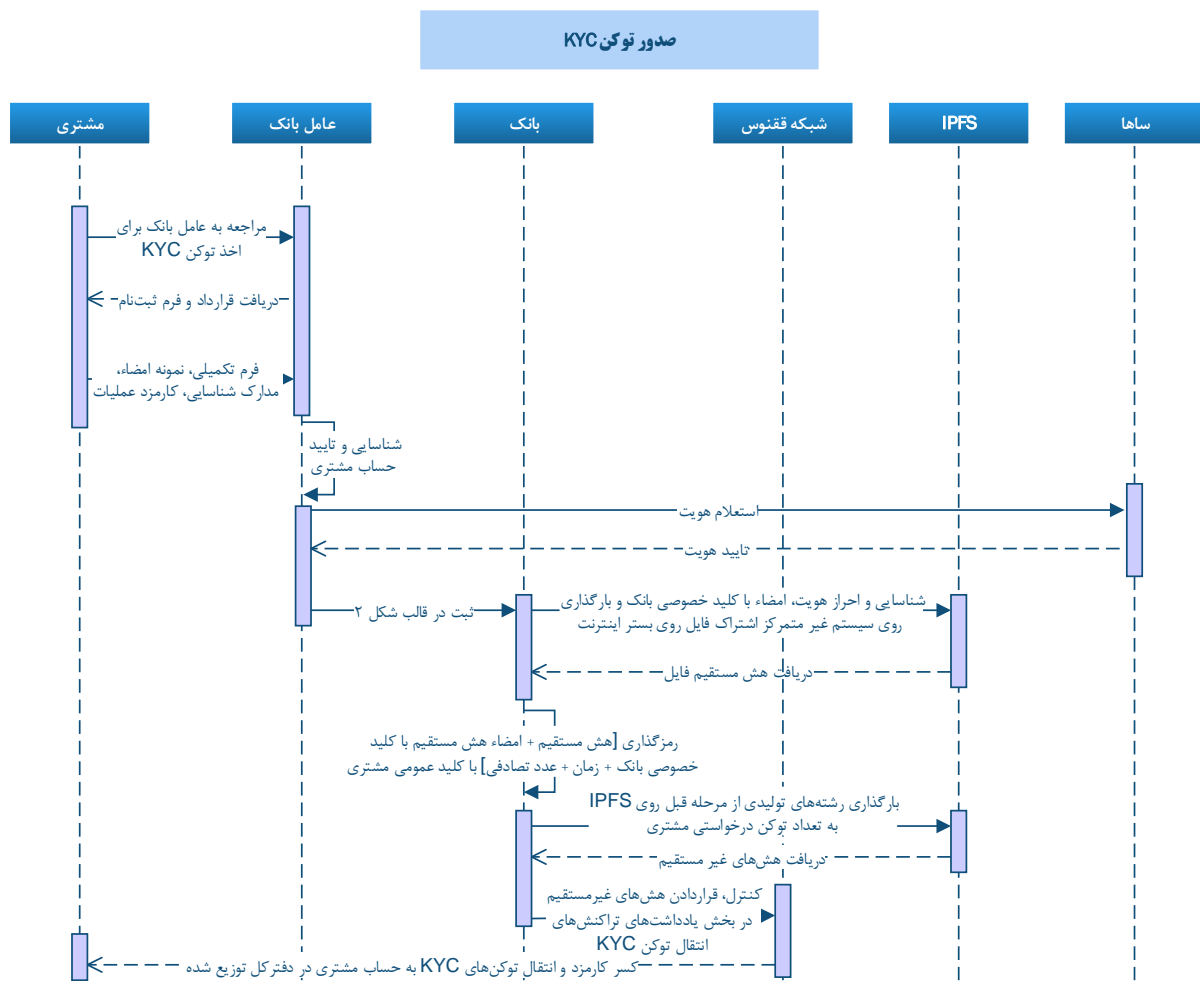 صدور توکن KYC
مشتری
عامل بانک
بانک
شبکه ققنوس
IPFS
ساها
مراجعه به عامل بانک برای
اخذ توکن KYC
دریافت قرارداد و فرم ثبت‌نام
فرم تکمیلی، نمونه امضاء،
مدارک شناسایی، کارمزد عملیات
شناسایی و تایید
حساب مشتری
استعلام هویت
تایید هویت
ثبت در قالب شکل ۲
شناسایی و احراز هویت، امضاء با کلید خصوصی بانک و بارگذاری
روی سیستم غیر متمرکز اشتراک فایل روی بستر اینترنت
دریافت هش مستقیم فایل
رمزگذاری [هش مستقیم + امضاء هش مستقیم با کلید
خصوصی بانک + زمان + عدد تصادفی] با کلید عمومی مشتری
بارگذاری رشته‌های تولیدی از مرحله قبل روی IPFS
به تعداد توکن درخواستی مشتری
دریافت هش‌های غیر مستقیم
کنترل، قراردادن هش‌های غیرمستقیم
در بخش یادداشت‌های تراکنش‌های
انتقال توکن KYC
کسر کارمزد و انتقال توکن‌های KYC به حساب مشتری در دفترکل توزیع شده